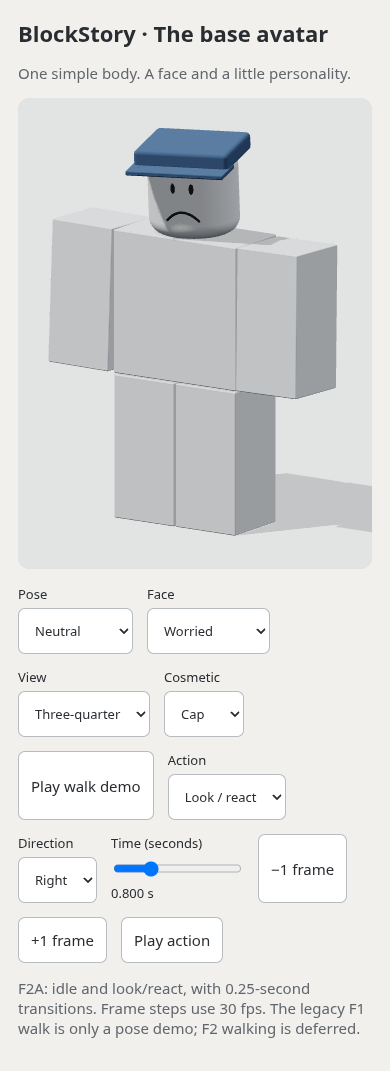 BlockStory · The base avatar
One simple body. A face and a little personality.
Pose
Face
Neutral
Worried
View
Cosmetic
Three-quarter
Cap
Play walk demo
Action
Look / react
Direction
Time (seconds)
Right
0.800 s
−1 frame
+1 frame
Play action
F2A: idle and look/react, with 0.25-second
transitions. Frame steps use 30 fps. The legacy F1
walk is only a pose demo; F2 walking is deferred.